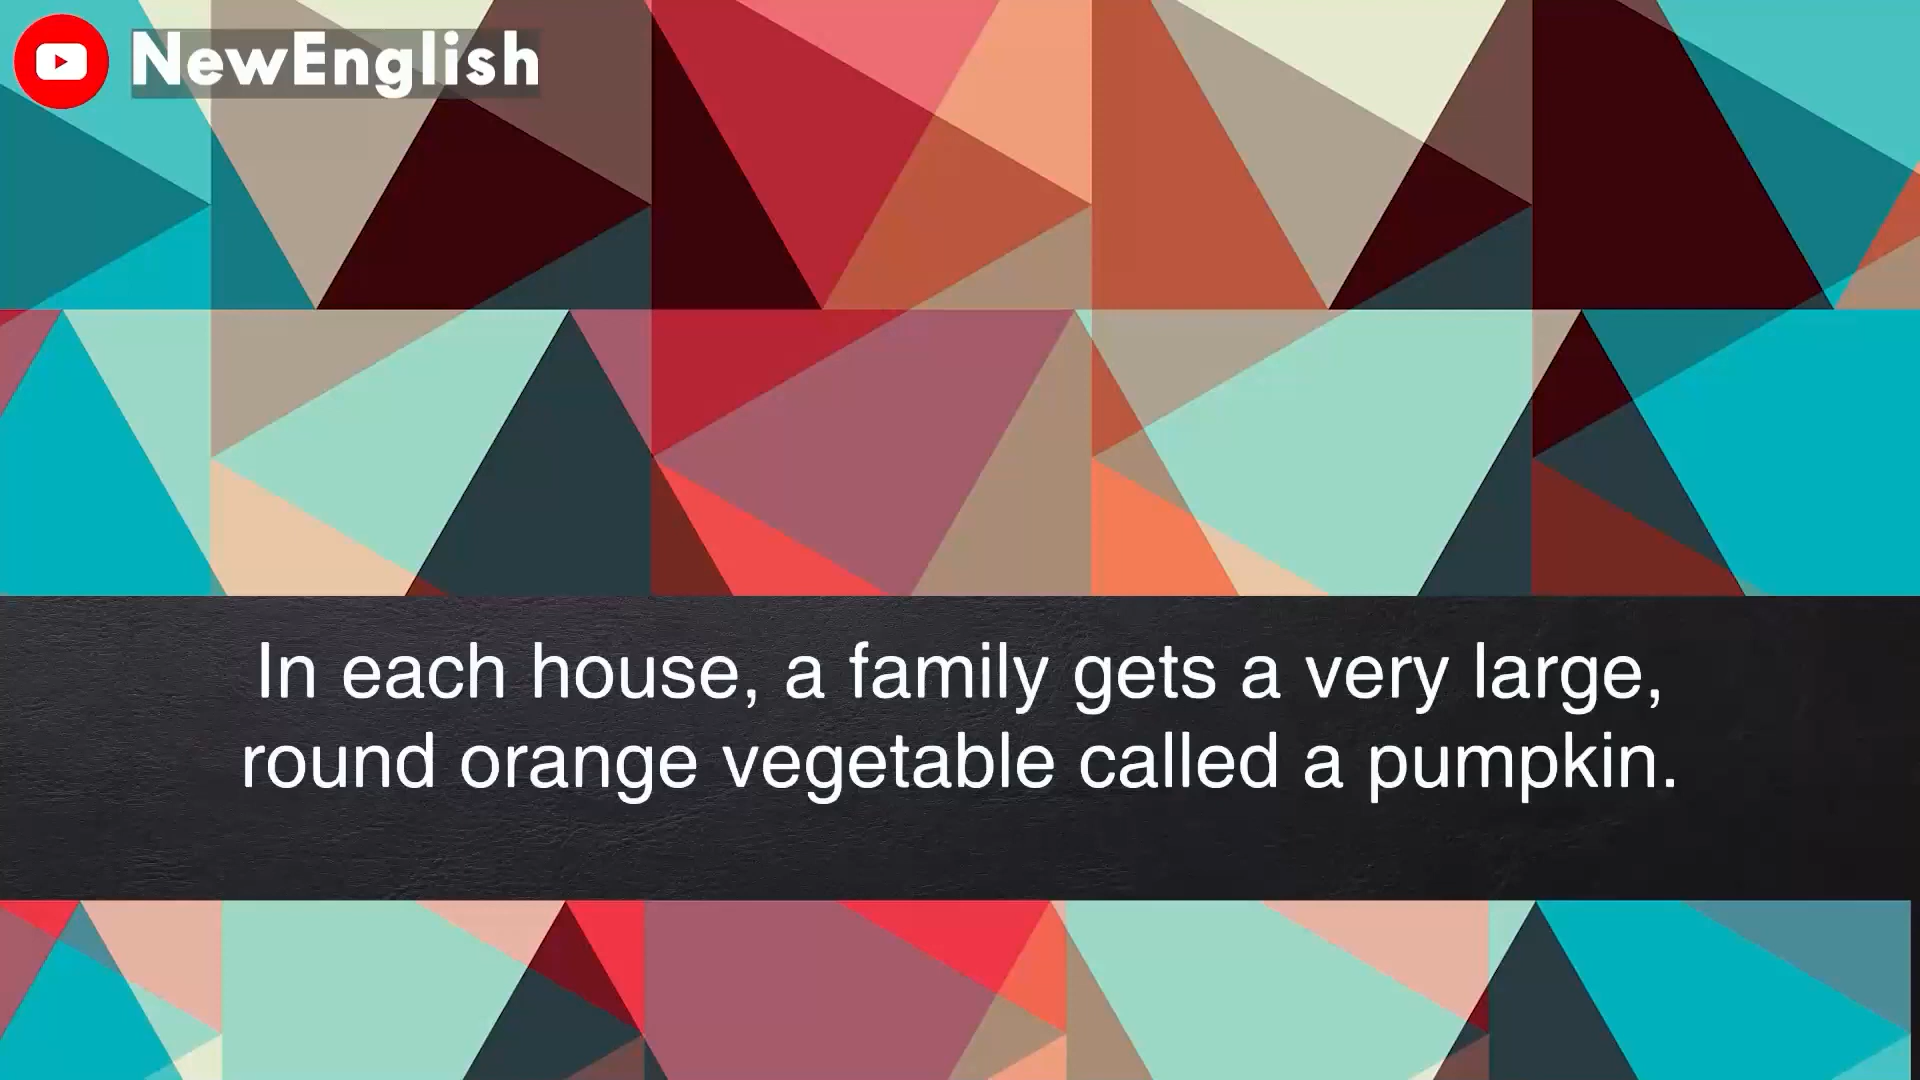 NewEnglish
In each house, a family gets a very large,
round orange vegetable called a pumpkin.